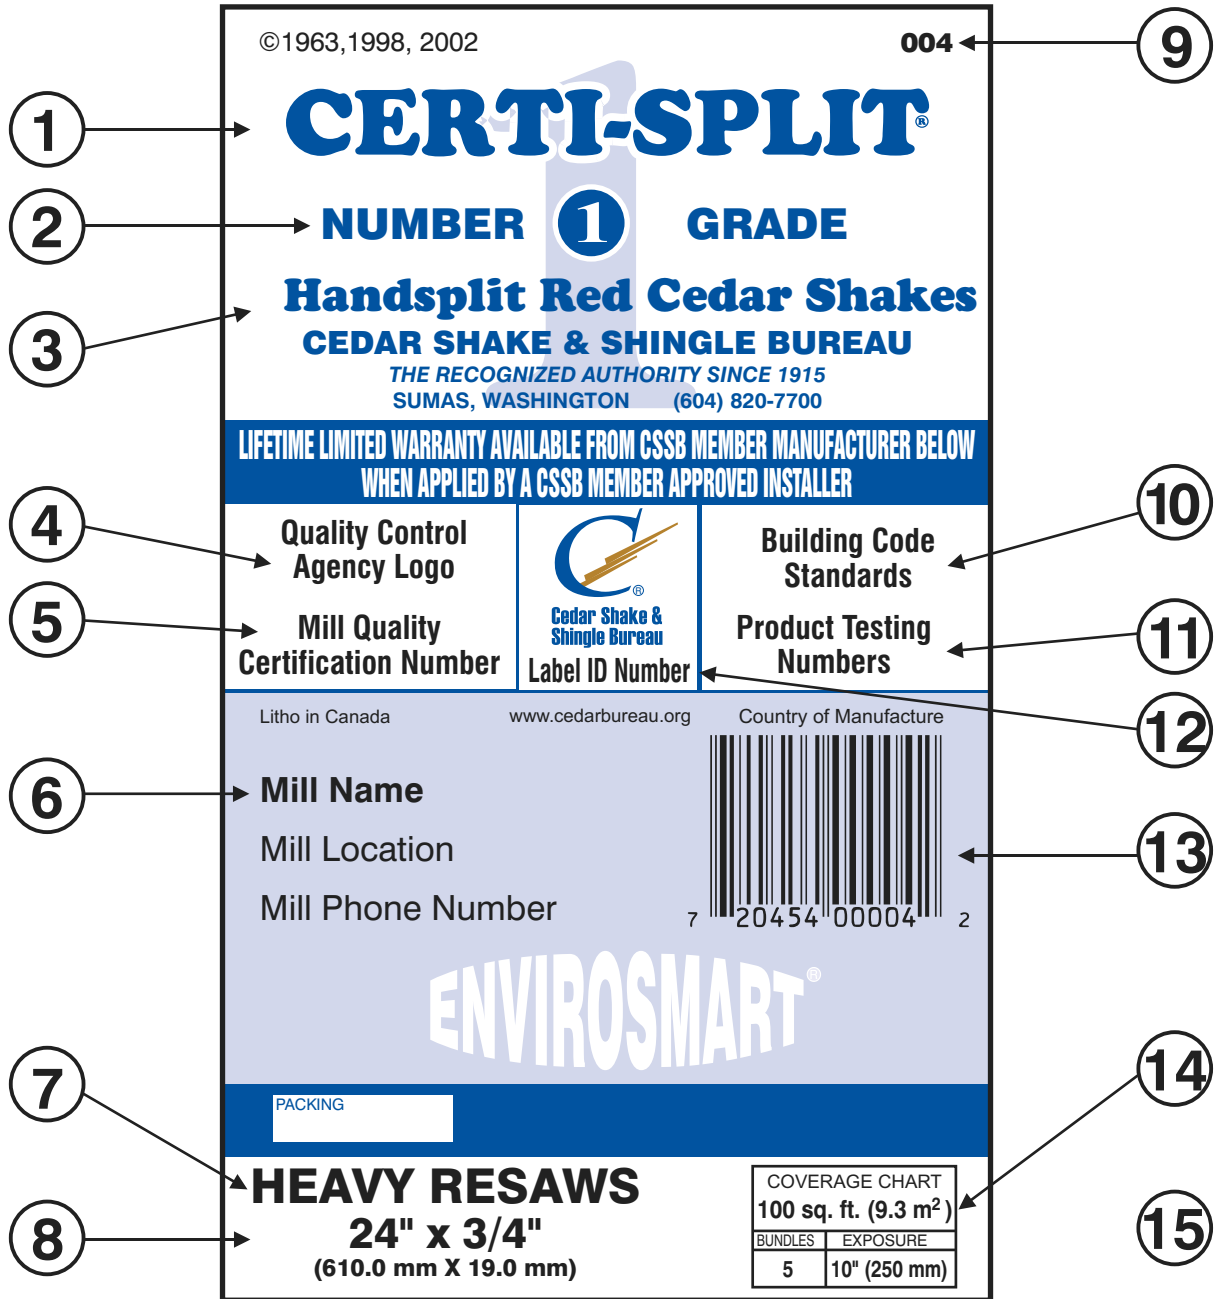 ©1963,1998, 2002
004
9
1
CERTI-SPLIT®
2
NUMBER 1 GRADE
3
Handsplit Red Cedar Shakes
CEDAR SHAKE & SHINGLE BUREAU
THE RECOGNIZED AUTHORITY SINCE 1915
SUMAS, WASHINGTON (604) 820-7700
LIFETIME LIMITED WARRANTY AVAILABLE FROM CSSB MEMBER MANUFACTURER BELOW
WHEN APPLIED BY A CSSB MEMBER APPROVED INSTALLER
4
Quality Control
Agency Logo
5
Mill Quality
Certification Number
C®
Cedar Shake &
Shingle Bureau
Label ID Number
Building Code
Standards
10
Product Testing
Numbers
11
12
Litho in Canada
www.cedarbureau.org
Country of Manufacture
6
Mill Name
Mill Location
Mill Phone Number
13
7 20454 00004 2
ENVIROSMART®
7
PACKING
14
HEAVY RESAWS
8
24" x 3/4"
(610.0 mm X 19.0 mm)
COVERAGE CHART
100 sq. ft. (9.3 m²)
BUNDLES EXPOSURE
5 10" (250 mm)
15